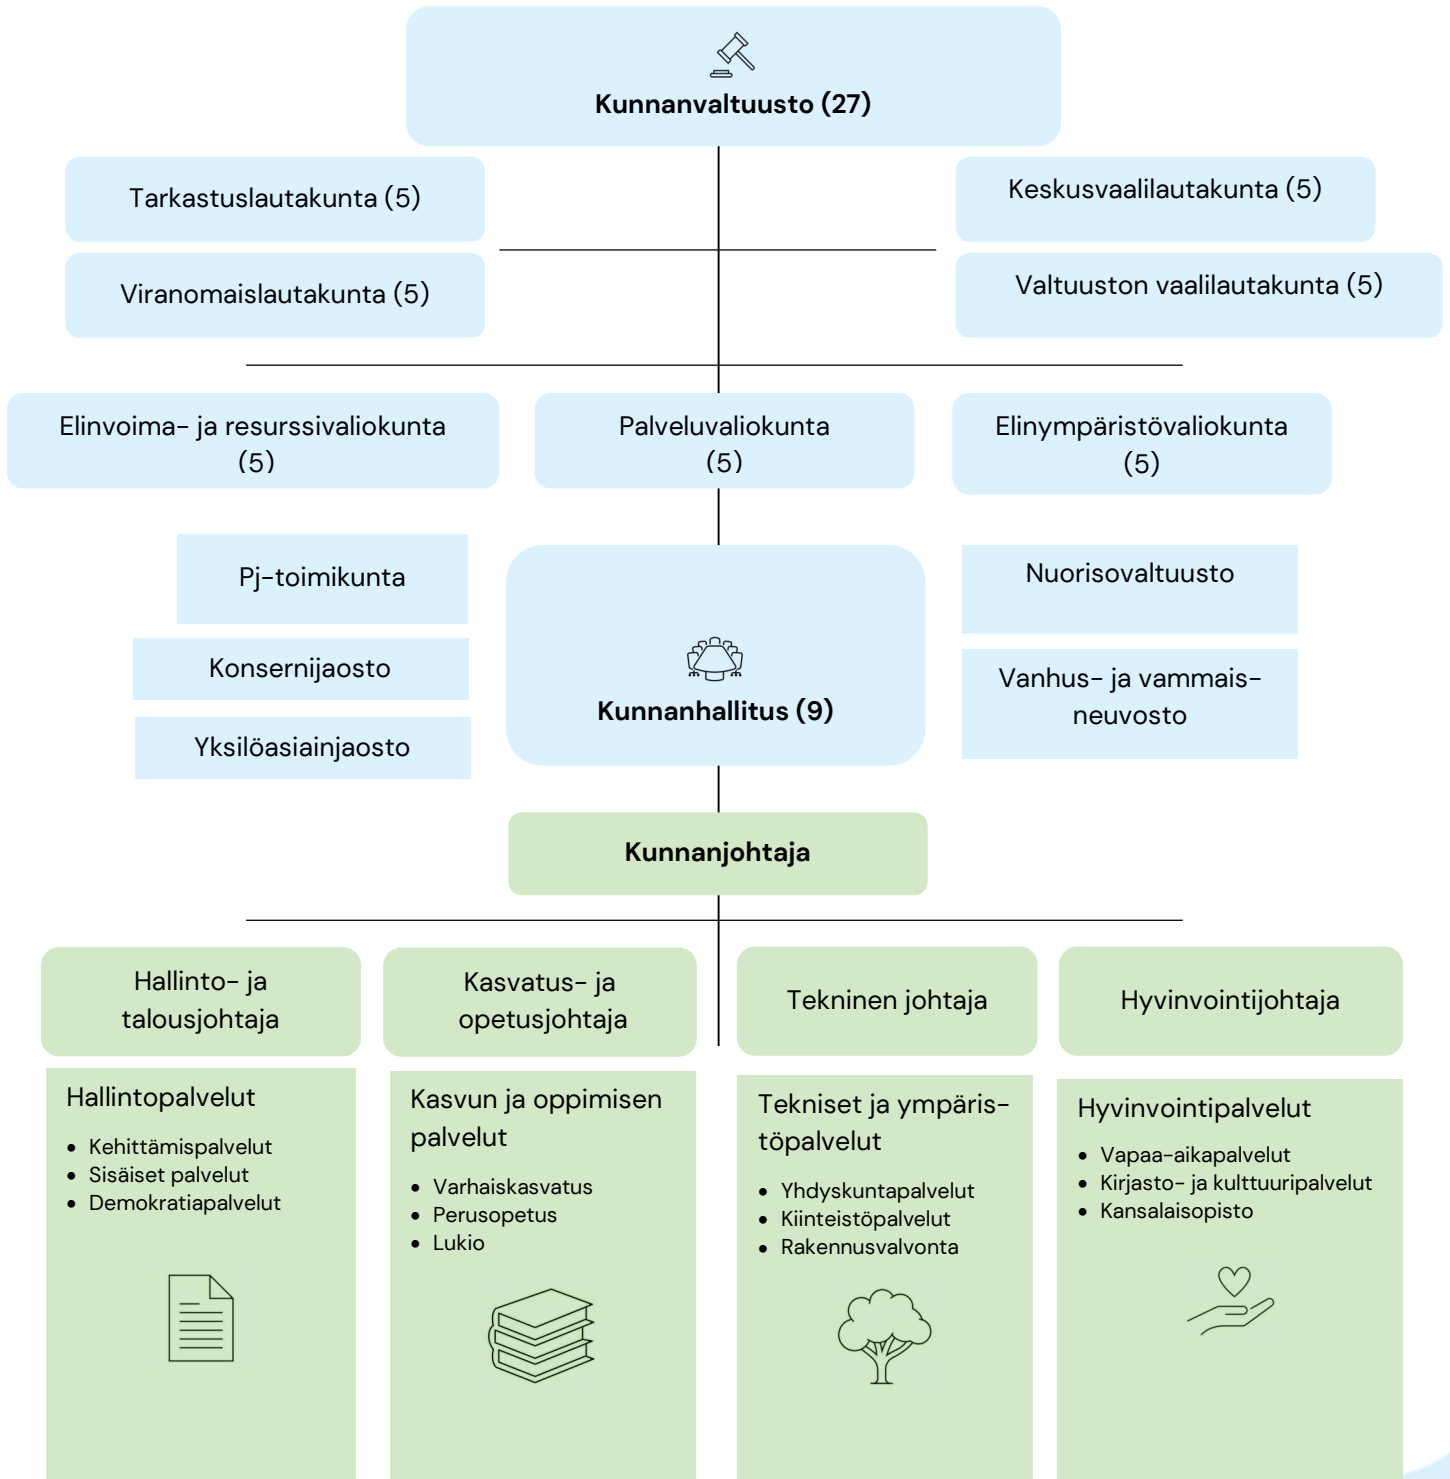 Kunnanvaltuusto (27)
Tarkastuslautakunta (5)
Keskusvaalilautakunta (5)
Viranomaislautakunta (5)
Valtuuston vaalilautakunta (5)
Elinvoima- ja resurssivaliokunta
(5)
Palveluvaliokunta
(5)
Elinympäristövaliokunta
(5)
Pj-toimikunta
Konsernijaosto
Yksilöasiainjaosto
Kunnanhallitus (9)
Nuorisovaltuusto
Vanhus- ja vammais-
neuvosto
Kunnanjohtaja
Hallinto- ja
talousjohtaja
Kasvatus- ja
opetusjohtaja
Tekninen johtaja
Hyvinvointijohtaja
Hallintopalvelut
• Kehittämispalvelut
• Sisäiset palvelut
• Demokratiapalvelut
Kasvun ja oppimisen
palvelut
• Varhaiskasvatus
• Perusopetus
• Lukio
Tekniset ja ympäris-
töpalvelut
• Yhdyskuntapalvelut
• Kiinteistöpalvelut
• Rakennusvalvonta
Hyvinvointipalvelut
• Vapaa-aikapalvelut
• Kirjasto- ja kulttuuripalvelut
• Kansalaisopisto